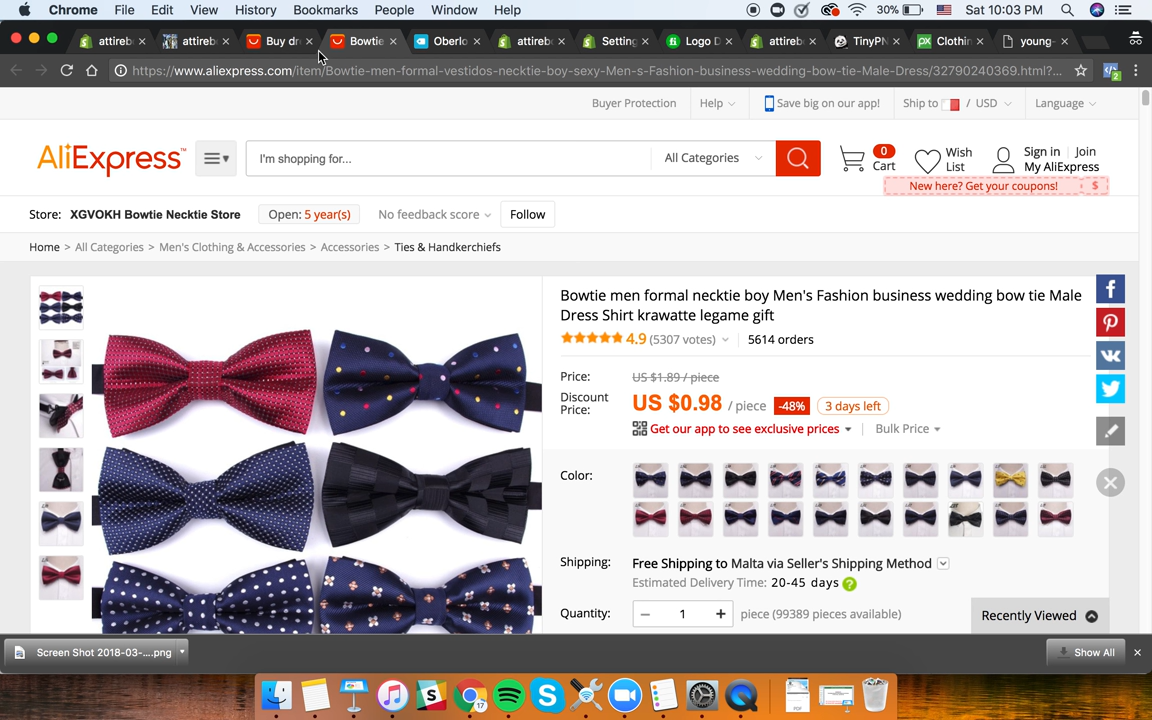 Chrome File Edit View History Bookmarks People Window Help 30% Sat 10:03 PM
attireb attireb Buy dr Bowtie Oberlo attireb Setting Logo D attireb TinyPN Clothin young-
https://www.aliexpress.com/item/Bowtie-men-formal-vestidos-necktie-boy-sexy-Men-s-Fashion-business-wedding-bow-tie-Male-Dress/32790240369.html?... 2
Buyer Protection Help Save big on our app! Ship to / USD Language
AliExpress™ I'm shopping for... All Categories 0 Cart Wish List Sign in Join My AliExpress
New here? Get your coupons! $
Store: XGVOKH Bowtie Necktie Store Open: 5 year(s) No feedback score Follow
Home > All Categories > Men's Clothing & Accessories > Accessories > Ties & Handkerchiefs
Bowtie men formal necktie boy Men's Fashion business wedding bow tie Male
Dress Shirt krawatte legame gift
4.9 (5307 votes) 5614 orders
Price: US $1.89 / piece
Discount Price: US $0.98 / piece -48% 3 days left
Get our app to see exclusive prices Bulk Price
Color:
Shipping: Free Shipping to Malta via Seller's Shipping Method
Estimated Delivery Time: 20-45 days ?
Quantity: − 1 + piece (99389 pieces available)
Recently Viewed
Screen Shot 2018-03-....png Show All
17